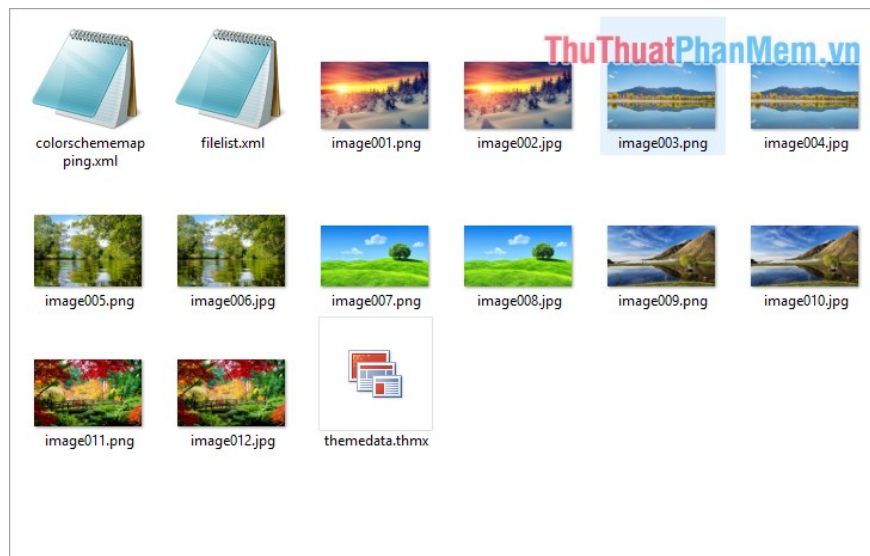 ThuThuatPhanMem.vn
colorschememap
ping.xml
filelist.xml
image001.png
image002.jpg
image003.png
image004.jpg
image005.png
image006.jpg
image007.png
image008.jpg
image009.png
image010.jpg
image011.png
image012.jpg
themedata.thmx